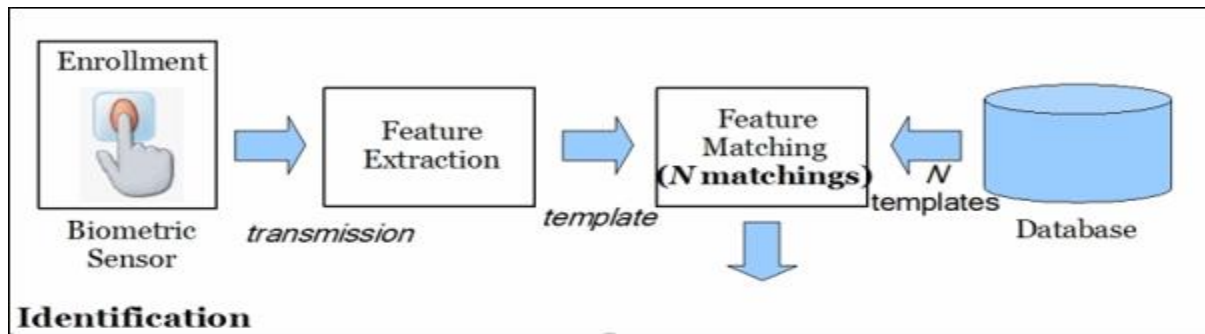 Enrollment
Biometric
Sensor
transmission
Feature
Extraction
template
Feature
Matching
(N matchings)
N
templates
Database
Identification